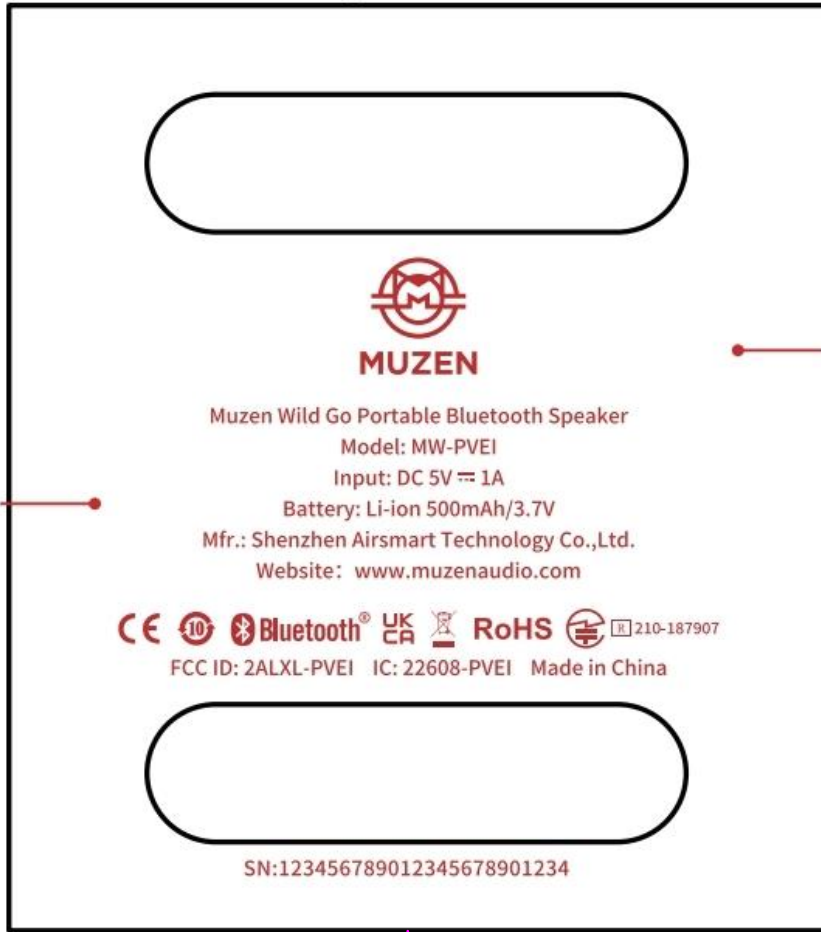 MUZEN
Muzen Wild Go Portable Bluetooth Speaker
Model: MW-PVEI
Input: DC 5V ⎓ 1A
Battery: Li-ion 500mAh/3.7V
Mfr.: Shenzhen Airsmart Technology Co.,Ltd.
Website：www.muzenaudio.com
CE 10 Bluetooth® UK CA RoHS R 210-187907
FCC ID: 2ALXL-PVEI IC: 22608-PVEI Made in China
SN:123456789012345678901234